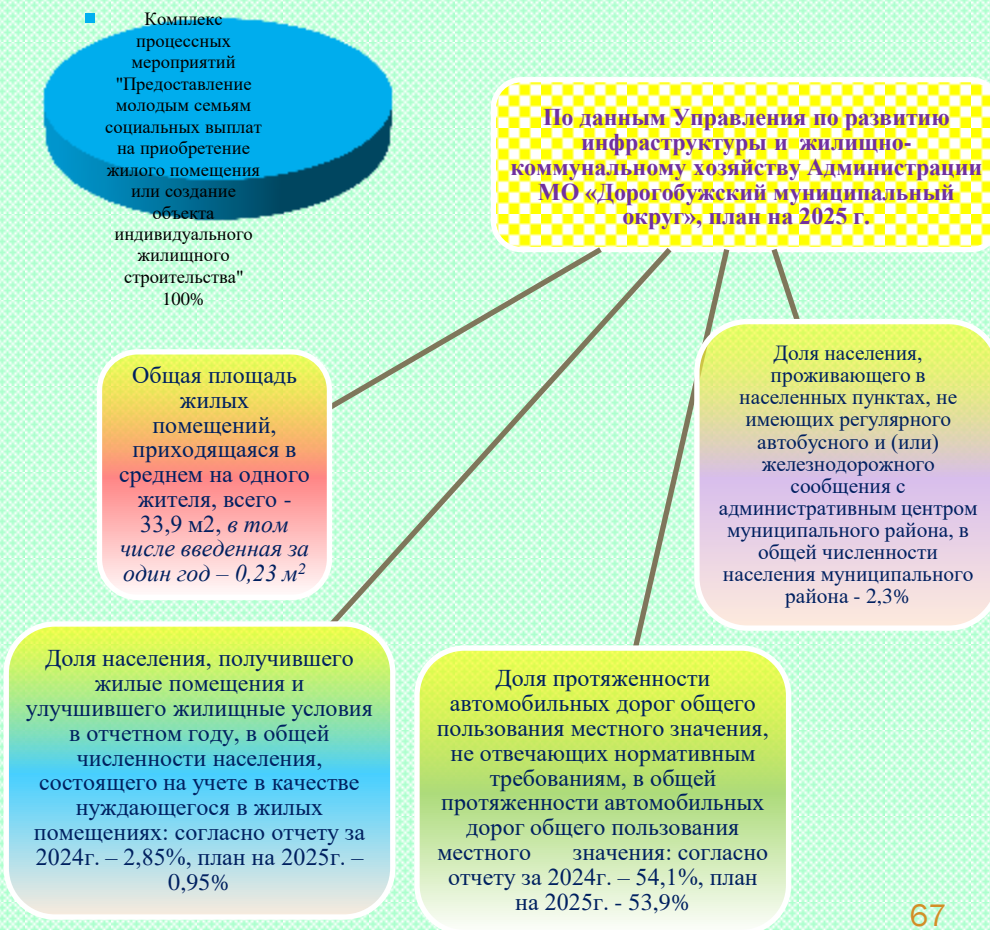 Комплекс
процессных
мероприятий
"Предоставление
молодым семьям
социальных выплат
на приобретение
жилого помещения
или создание
объекта
индивидуального
жилищного
строительства"
100%
По данным Управления по развитию
инфраструктуры и жилищно-
коммунальному хозяйству Администрации
МО «Дорогобужский муниципальный
округ», план на 2025 г.
Общая площадь
жилых
помещений,
приходящаяся в
среднем на одного
жителя, всего -
33,9 м2, в том
числе введенная за
один год – 0,23 м²
Доля населения,
проживающего в
населенных пунктах, не
имеющих регулярного
автобусного и (или)
железнодорожного
сообщения с
административным центром
муниципального района, в
общей численности
населения муниципального
района - 2,3%
Доля населения, получившего
жилые помещения и
улучшившего жилищные условия
в отчетном году, в общей
численности населения,
состоящего на учете в качестве
нуждающегося в жилых
помещениях: согласно отчету за
2024г. – 2,85%, план на 2025г. –
0,95%
Доля протяженности
автомобильных дорог общего
пользования местного значения,
не отвечающих нормативным
требованиям, в общей
протяженности автомобильных
дорог общего пользования
местного значения: согласно
отчету за 2024г. – 54,1%, план
на 2025г. - 53,9%
67